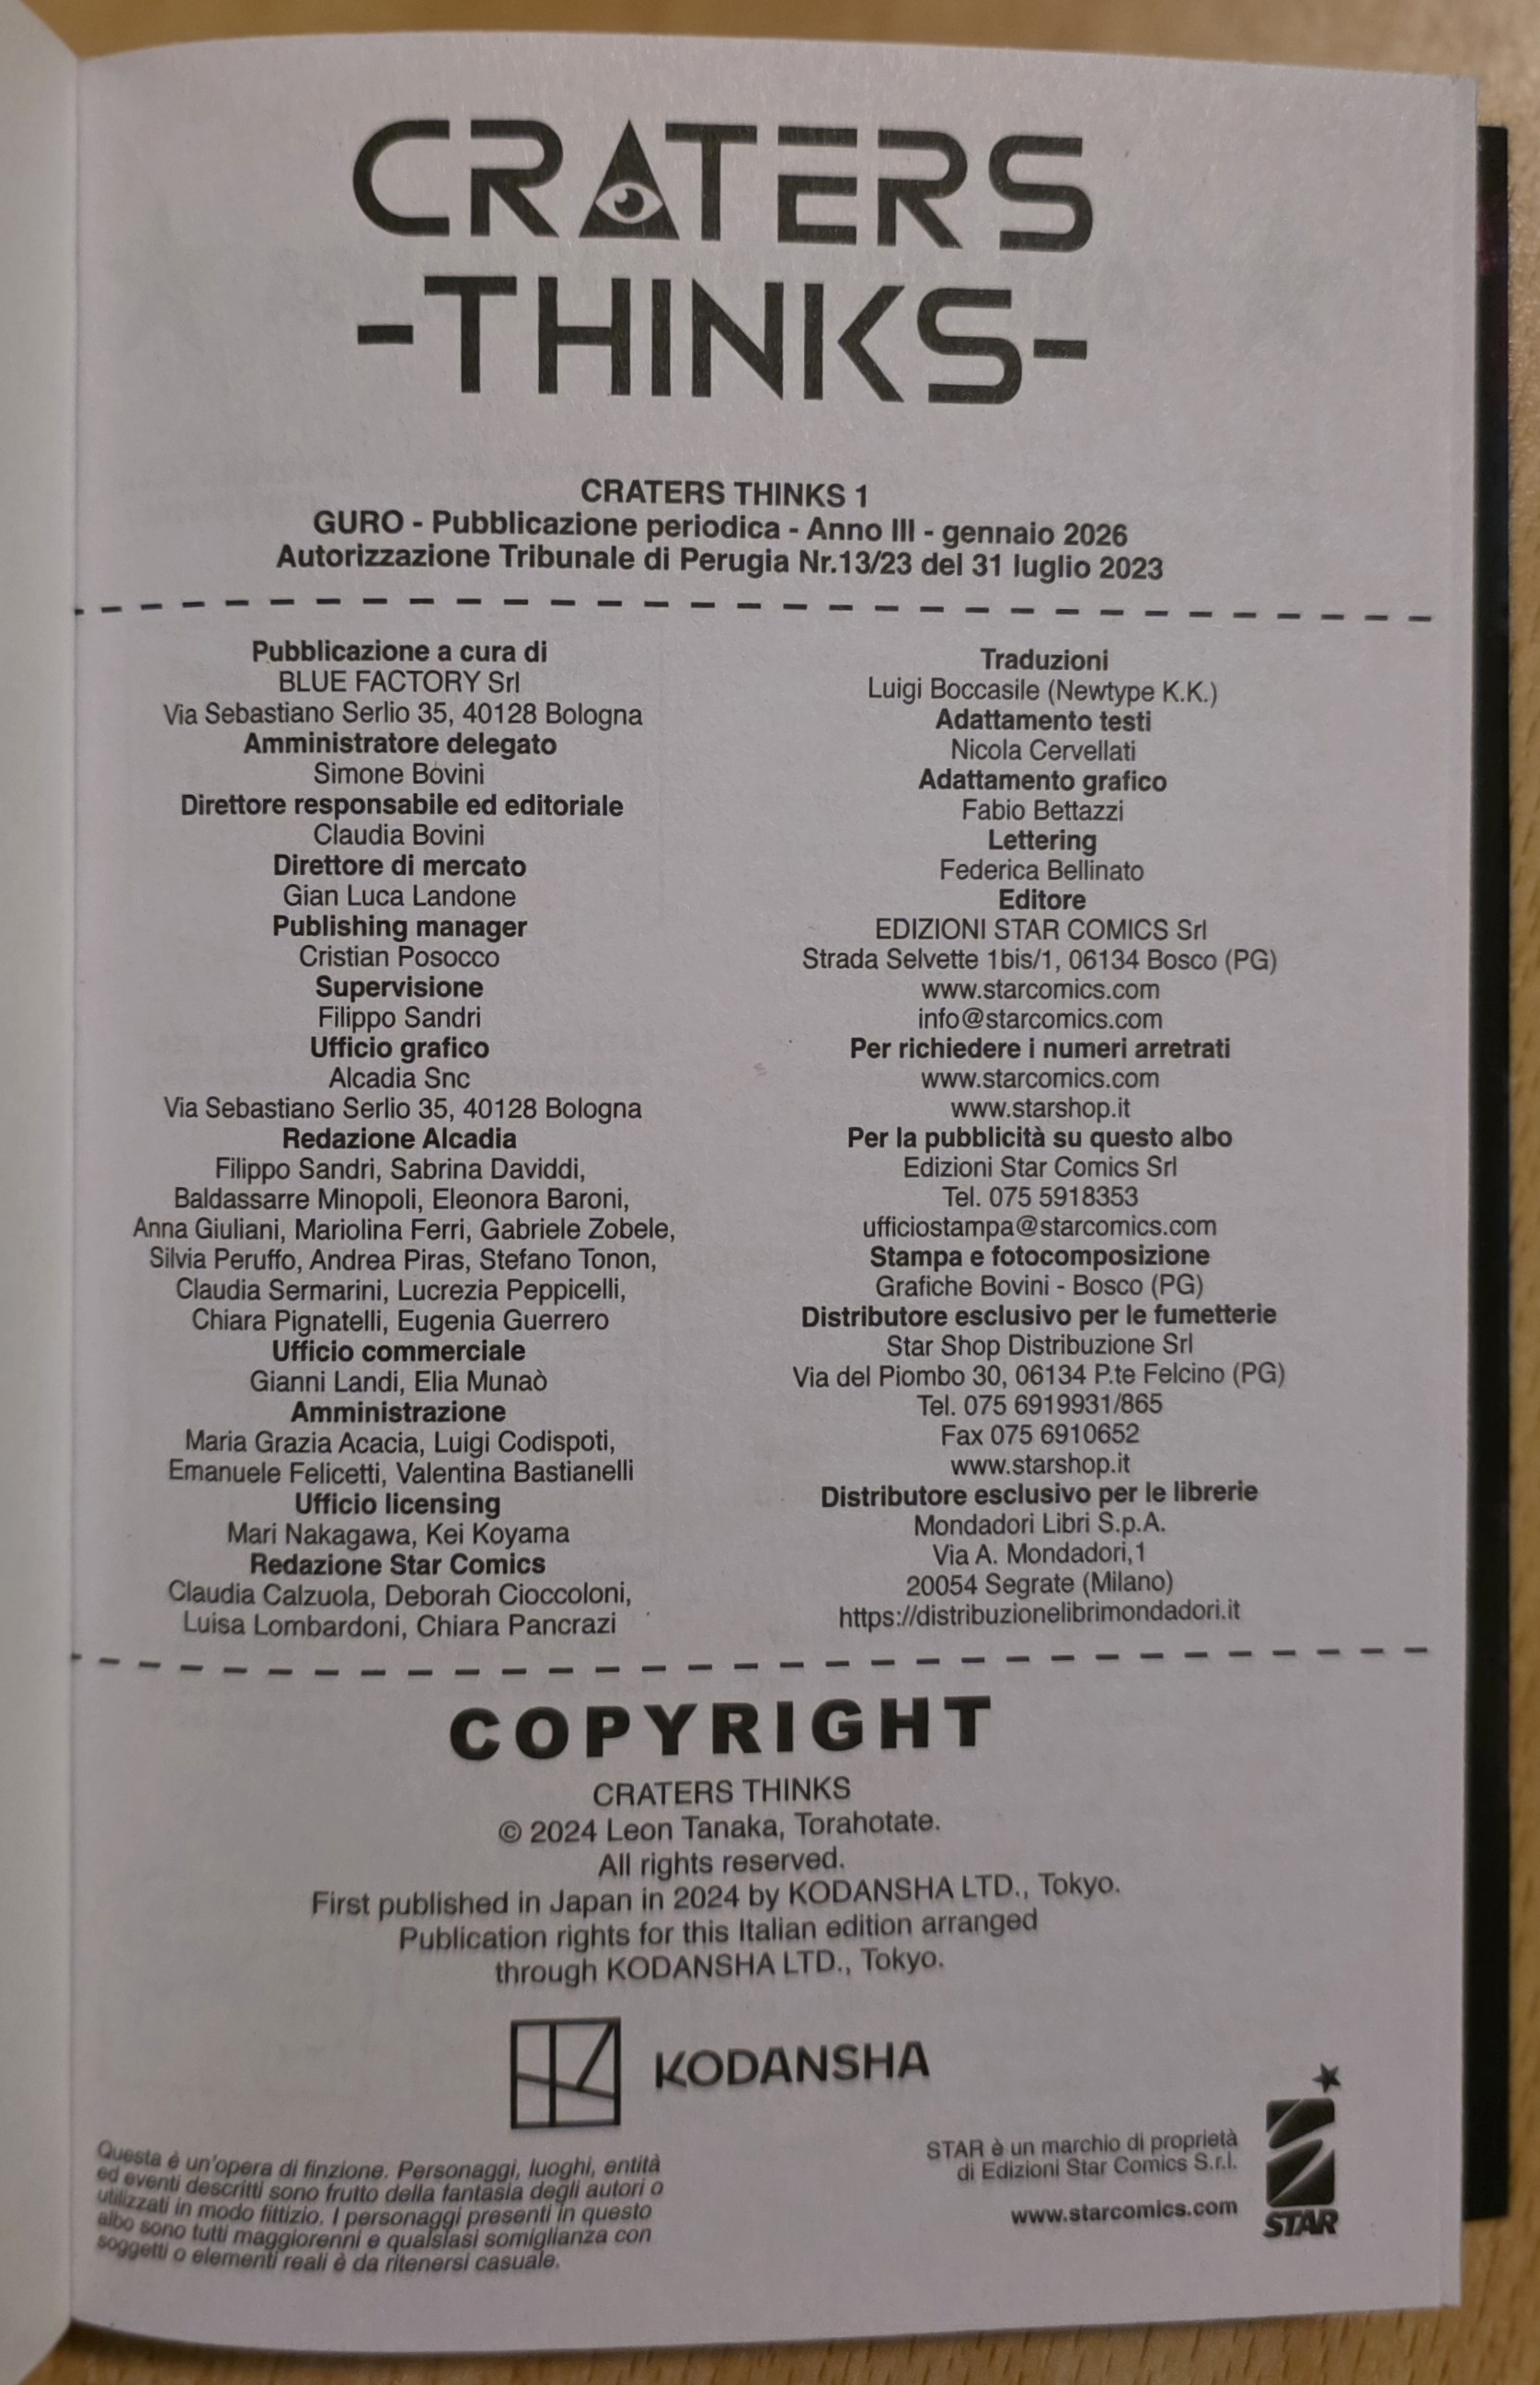 CRATERS
-THINKS-
CRATERS THINKS 1
GURO - Pubblicazione periodica - Anno III - gennaio 2026
Autorizzazione Tribunale di Perugia Nr.13/23 del 31 luglio 2023
Pubblicazione a cura di
BLUE FACTORY Srl
Via Sebastiano Serlio 35, 40128 Bologna
Amministratore delegato
Simone Bovini
Direttore responsabile ed editoriale
Claudia Bovini
Direttore di mercato
Gian Luca Landone
Publishing manager
Cristian Posocco
Supervisione
Filippo Sandri
Ufficio grafico
Alcadia Snc
Via Sebastiano Serlio 35, 40128 Bologna
Redazione Alcadia
Filippo Sandri, Sabrina Daviddi,
Baldassarre Minopoli, Eleonora Baroni,
Anna Giuliani, Mariolina Ferri, Gabriele Zobele,
Silvia Peruffo, Andrea Piras, Stefano Tonon,
Claudia Sermarini, Lucrezia Peppicelli,
Chiara Pignatelli, Eugenia Guerrero
Ufficio commerciale
Gianni Landi, Elia Munaò
Amministrazione
Maria Grazia Acacia, Luigi Codispoti,
Emanuele Felicetti, Valentina Bastianelli
Ufficio licensing
Mari Nakagawa, Kei Koyama
Redazione Star Comics
Claudia Calzuola, Deborah Cioccoloni,
Luisa Lombardoni, Chiara Pancrazi
Traduzioni
Luigi Boccasile (Newtype K.K.)
Adattamento testi
Nicola Cervellati
Adattamento grafico
Fabio Bettazzi
Lettering
Federica Bellinato
Editore
EDIZIONI STAR COMICS Srl
Strada Selvette 1bis/1, 06134 Bosco (PG)
www.starcomics.com
info@starcomics.com
Per richiedere i numeri arretrati
www.starcomics.com
www.starshop.it
Per la pubblicità su questo albo
Edizioni Star Comics Srl
Tel. 075 5918353
ufficiostampa@starcomics.com
Stampa e fotocomposizione
Grafiche Bovini - Bosco (PG)
Distributore esclusivo per le fumetterie
Star Shop Distribuzione Srl
Via del Piombo 30, 06134 P.te Felcino (PG)
Tel. 075 6919931/865
Fax 075 6910652
www.starshop.it
Distributore esclusivo per le librerie
Mondadori Libri S.p.A.
Via A. Mondadori,1
20054 Segrate (Milano)
https://distribuzionelibrimondadori.it
COPYRIGHT
CRATERS THINKS
© 2024 Leon Tanaka, Torahotate.
All rights reserved.
First published in Japan in 2024 by KODANSHA LTD., Tokyo.
Publication rights for this Italian edition arranged
through KODANSHA LTD., Tokyo.
KODANSHA
Questa è un'opera di finzione. Personaggi, luoghi, entità
ed eventi descritti sono frutto della fantasia degli autori o
utilizzati in modo fittizio. I personaggi presenti in questo
albo sono tutti maggiorenni e qualsiasi somiglianza con
soggetti o elementi reali è da ritenersi casuale.
STAR è un marchio di proprietà
di Edizioni Star Comics S.r.l.
www.starcomics.com
STAR